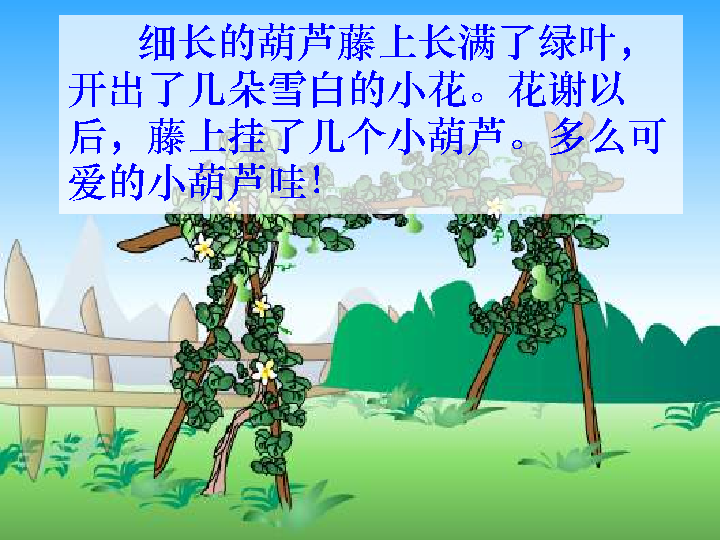 细长的葫芦藤上长满了绿叶，
开出了几朵雪白的小花。花谢以
后，藤上挂了几个小葫芦。多么可
爱的小葫芦哇！